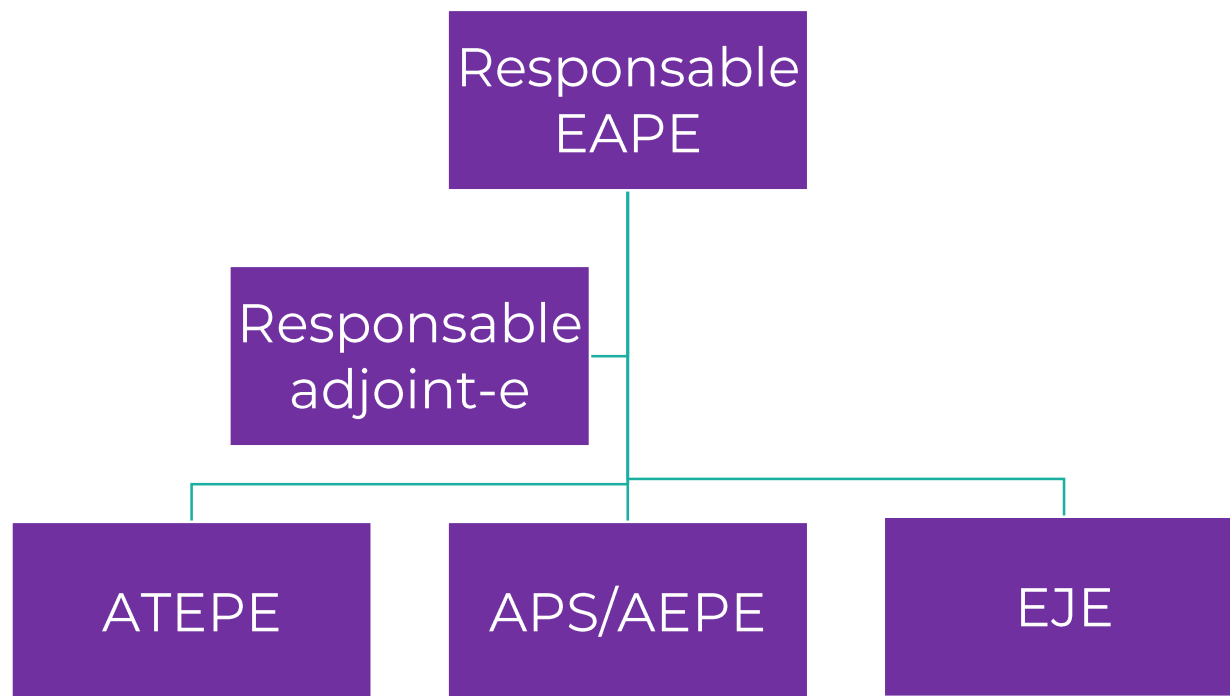 Responsable
EAPE
Responsable
adjoint-e
ATEPE
APS/AEPE
EJE